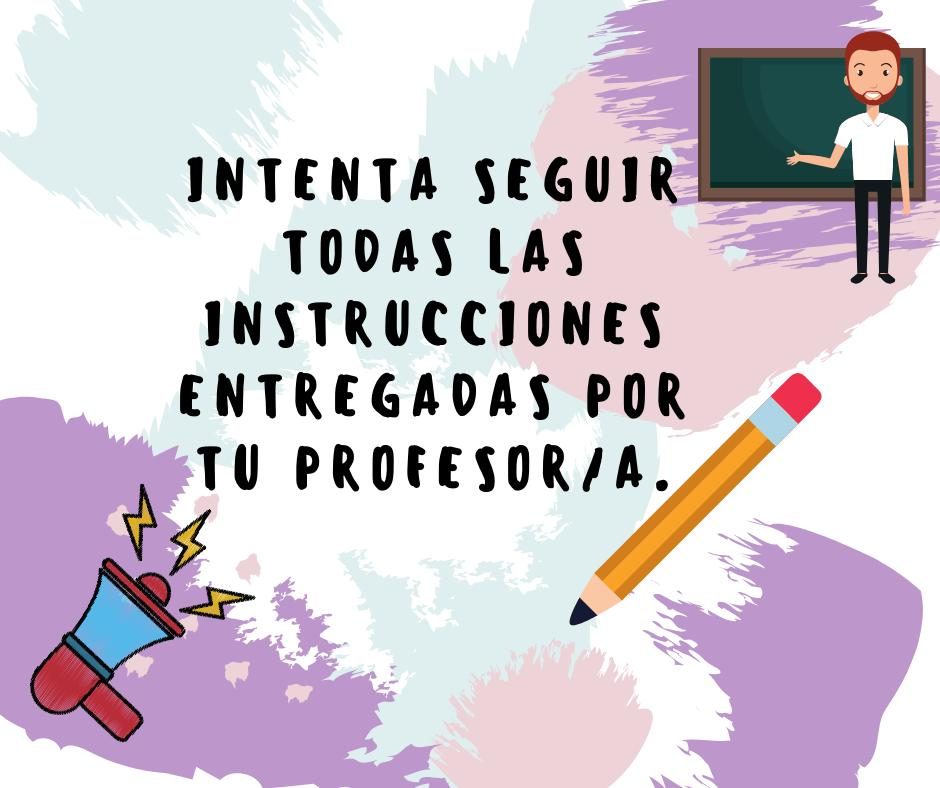 INTENTA SEGUIR
TODAS LAS
INSTRUCCIONES
ENTREGADAS POR
TU PROFESOR/A.